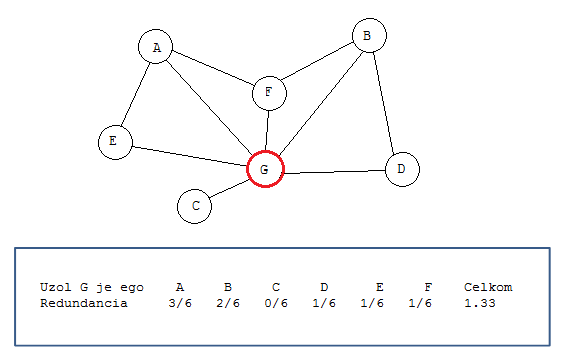 A
B
F
E
G
D
C
Uzol G je ego A B C D E F Celkom
Redundancia 3/6 2/6 0/6 1/6 1/6 1/6 1.33